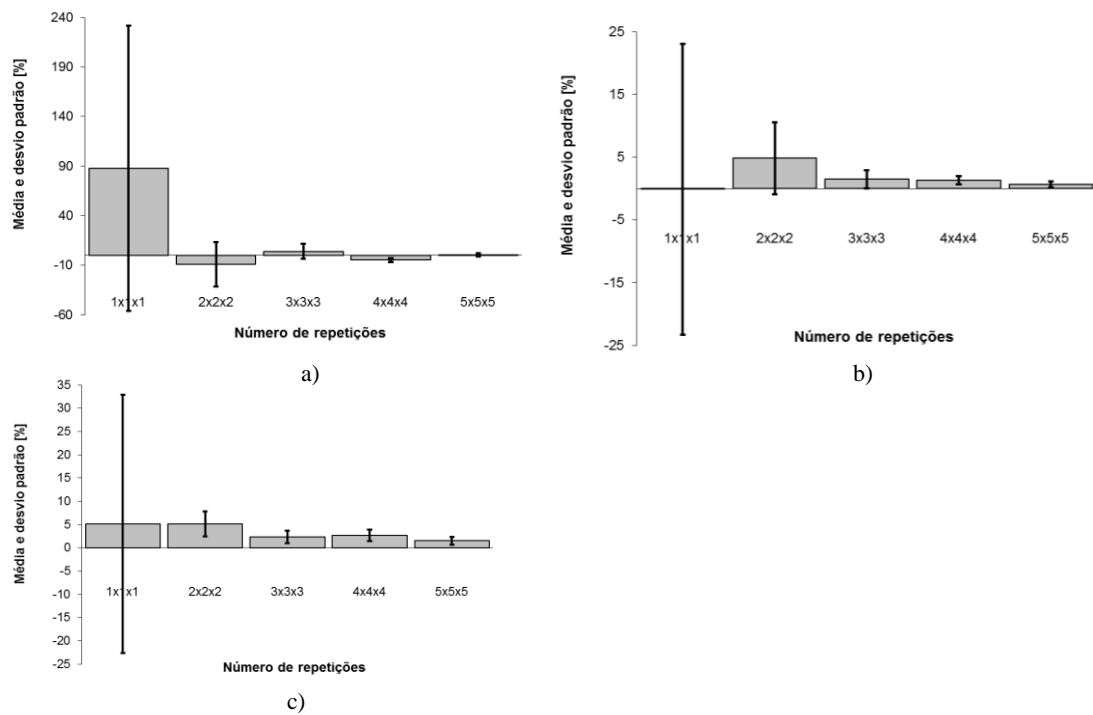 Média e desvio padrão [%]
240
190
140
90
40
-10
-60
1x1x1 2x2x2 3x3x3 4x4x4 5x5x5
Número de repetições
a)
Média e desvio padrão [%]
25
15
5
-5
-15
-25
1x1x1 2x2x2 3x3x3 4x4x4 5x5x5
Número de repetições
b)
Média e desvio padrão [%]
35
30
25
20
15
10
5
0
-5
-10
-15
-20
-25
1x1x1 2x2x2 3x3x3 4x4x4 5x5x5
Número de repetições
c)